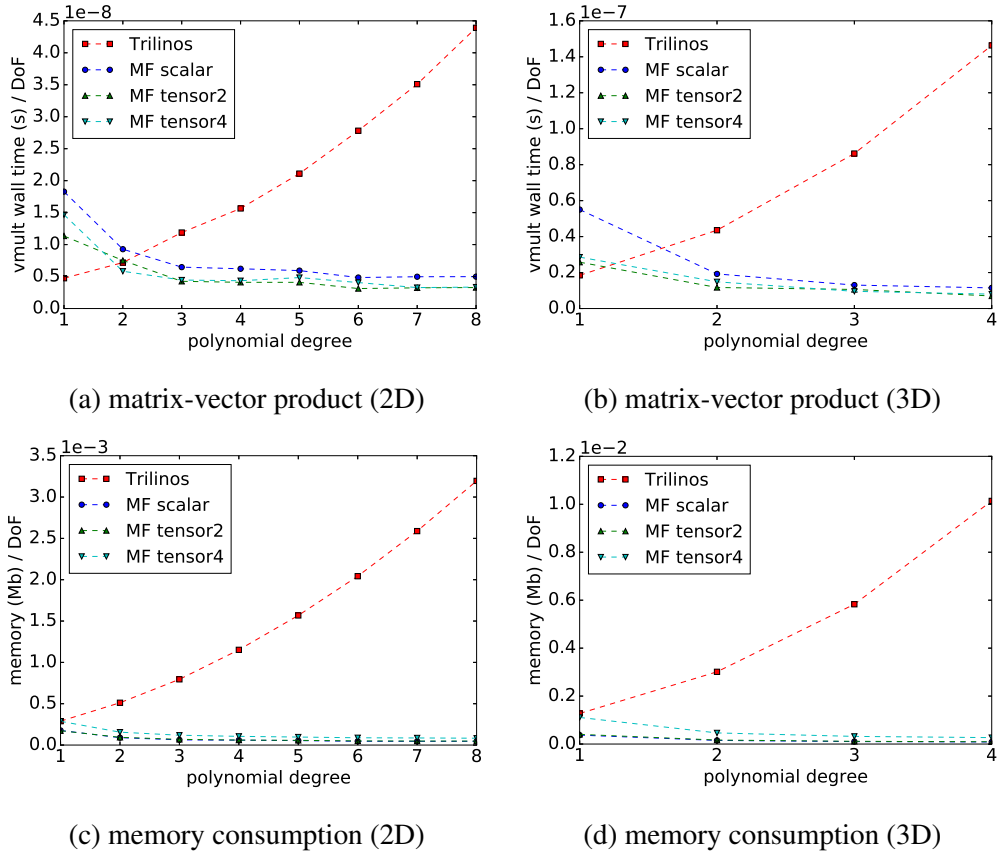 1e−8
4.5
4.0
3.5
3.0
2.5
2.0
1.5
1.0
0.5
0.0
vmult wall time (s) / DoF
Trilinos
MF scalar
MF tensor2
MF tensor4
1 2 3 4 5 6 7 8
polynomial degree
(a) matrix-vector product (2D)
1e−7
1.6
1.4
1.2
1.0
0.8
0.6
0.4
0.2
0.0
vmult wall time (s) / DoF
Trilinos
MF scalar
MF tensor2
MF tensor4
1 2 3 4
polynomial degree
(b) matrix-vector product (3D)
1e−3
3.5
3.0
2.5
2.0
1.5
1.0
0.5
0.0
memory (Mb) / DoF
Trilinos
MF scalar
MF tensor2
MF tensor4
1 2 3 4 5 6 7 8
polynomial degree
(c) memory consumption (2D)
1e−2
1.2
1.0
0.8
0.6
0.4
0.2
0.0
memory (Mb) / DoF
Trilinos
MF scalar
MF tensor2
MF tensor4
1 2 3 4
polynomial degree
(d) memory consumption (3D)